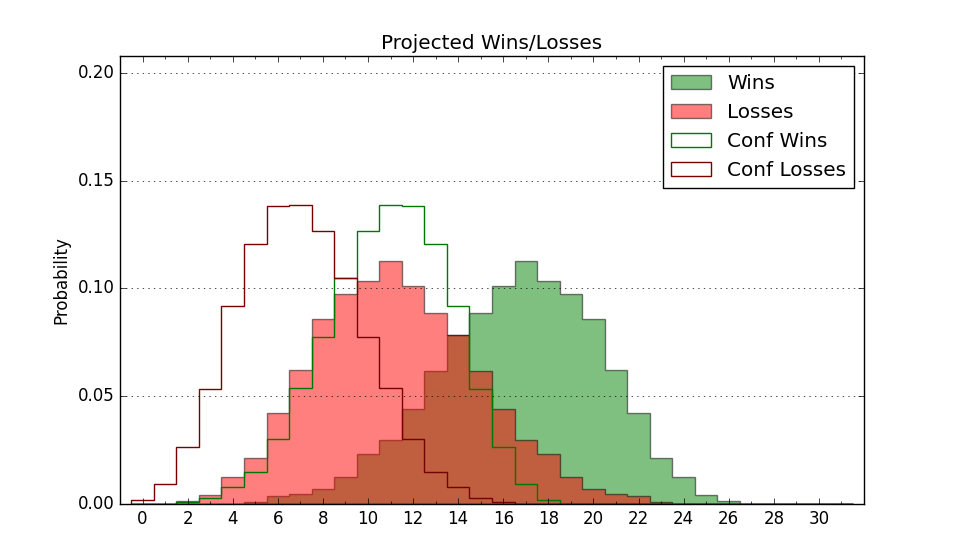 Projected Wins/Losses
0.20
0.15
0.10
0.05
0.00
Probability
Wins
Losses
Conf Wins
Conf Losses
0 2 4 6 8 10 12 14 16 18 20 22 24 26 28 30